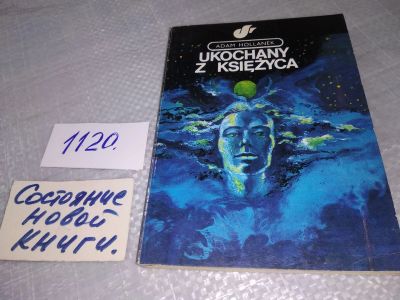 ADAM HOLLANEK
UKOCHANY
Z KSIĘŻYCA
1120.
Состояние
новой
книги.